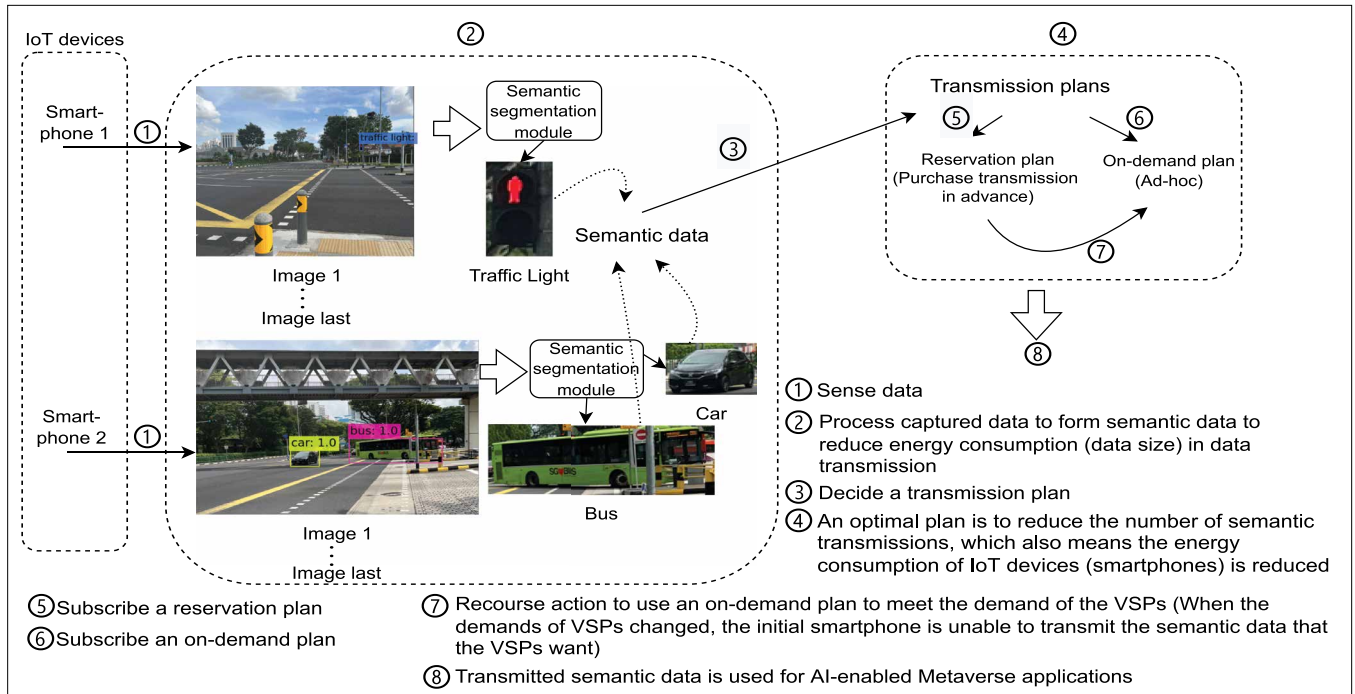 IoT devices
②
④
Smart-
phone 1
①
traffic light:
Semantic
segmentation
module
③
Transmission plans
⑤
⑥
Reservation plan
(Purchase transmission
in advance)
On-demand plan
(Ad-hoc)
⑦
Semantic data
Image 1
Traffic Light
Image last
⑧
Semantic
segmentation
module
Car
Smart-
phone 2
①
car: 1.0
bus: 1.0
SG♥BUS
Bus
Image 1
Image last
① Sense data
② Process captured data to form semantic data to
reduce energy consumption (data size) in data
transmission
③ Decide a transmission plan
④ An optimal plan is to reduce the number of semantic
transmissions, which also means the energy
consumption of IoT devices (smartphones) is reduced
⑤ Subscribe a reservation plan
⑥ Subscribe an on-demand plan
⑦ Recourse action to use an on-demand plan to meet the demand of the VSPs (When the
demands of VSPs changed, the initial smartphone is unable to transmit the semantic data that
the VSPs want)
⑧ Transmitted semantic data is used for AI-enabled Metaverse applications